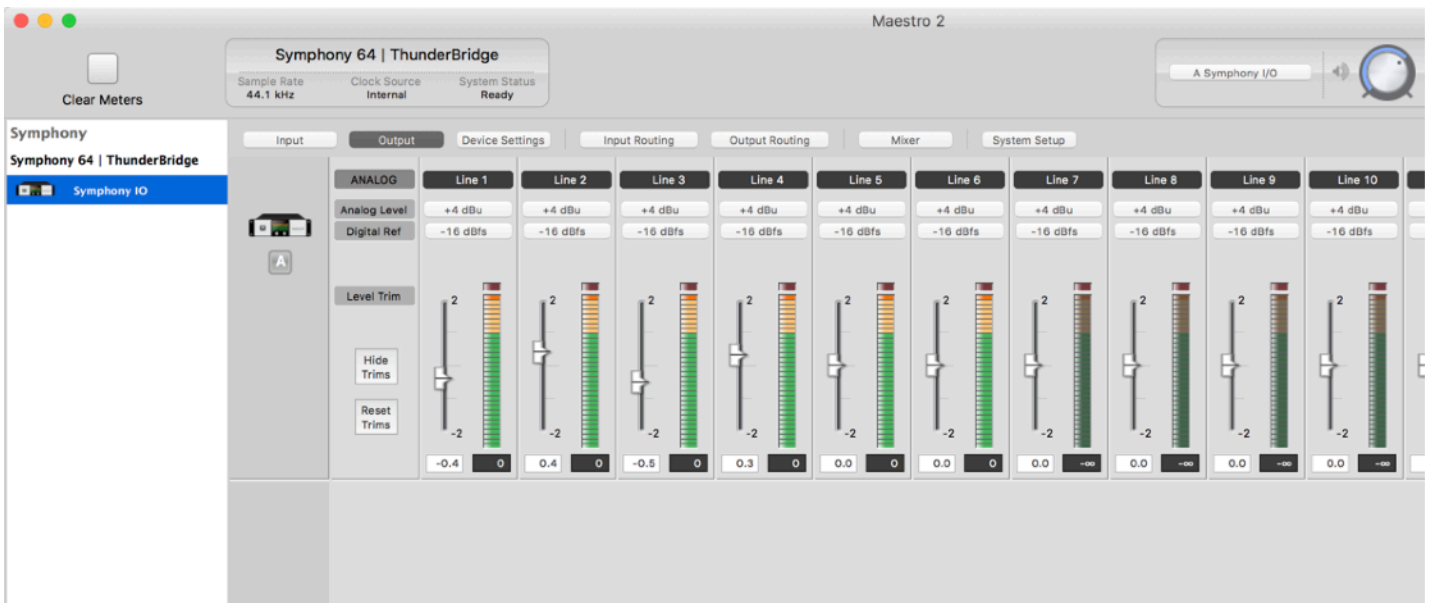 Maestro 2
Clear Meters
Symphony 64 | ThunderBridge
Sample Rate Clock Source System Status
44.1 kHz Internal Ready
A Symphony I/O
Symphony
Symphony 64 | ThunderBridge
Symphony IO
Input Output Device Settings Input Routing Output Routing Mixer System Setup
A
ANALOG Line 1 Line 2 Line 3 Line 4 Line 5 Line 6 Line 7 Line 8 Line 9 Line 10
Analog Level +4 dBu +4 dBu +4 dBu +4 dBu +4 dBu +4 dBu +4 dBu +4 dBu +4 dBu +4 dBu
Digital Ref -16 dBfs -16 dBfs -16 dBfs -16 dBfs -16 dBfs -16 dBfs -16 dBfs -16 dBfs -16 dBfs -16 dBfs
Level Trim 2 2 2 2 2 2 2 2 2 2
Hide
Trims
Reset
Trims
-2 -2 -2 -2 -2 -2 -2 -2 -2 -2
-0.4 0 0.4 0 -0.5 0 0.3 0 0.0 0 0.0 0 0.0 -∞ 0.0 -∞ 0.0 -∞ 0.0 -∞